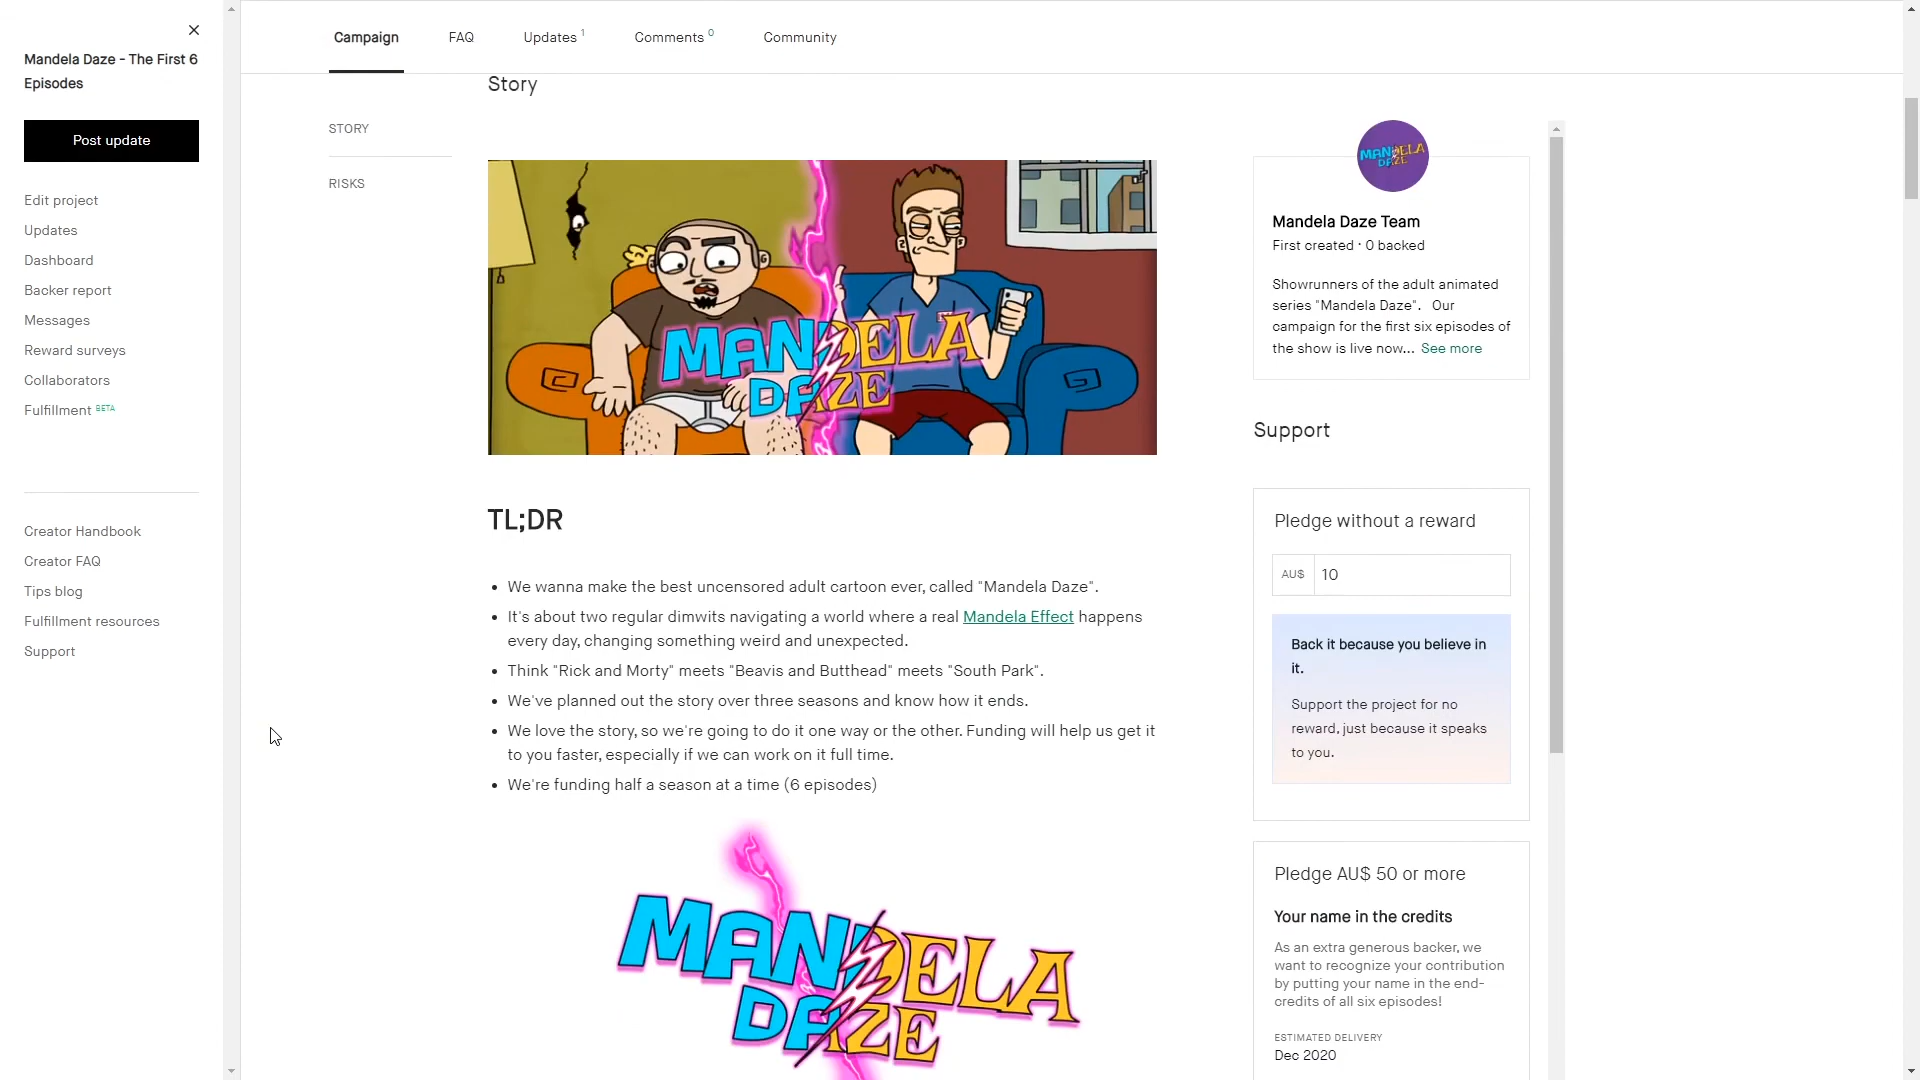 Mandela Daze - The First 6
Episodes
Post update
Edit project
Updates
Dashboard
Backer report
Messages
Reward surveys
Collaborators
Fulfillment BETA
Creator Handbook
Creator FAQ
Tips blog
Fulfillment resources
Support
Campaign
FAQ
Updates 1
Comments 0
Community
STORY
RISKS
Story
MANDELA
DAZE
TL;DR
We wanna make the best uncensored adult cartoon ever, called "Mandela Daze".
It's about two regular dimwits navigating a world where a real Mandela Effect happens
every day, changing something weird and unexpected.
Think "Rick and Morty" meets "Beavis and Butthead" meets "South Park".
We've planned out the story over three seasons and know how it ends.
We love the story, so we're going to do it one way or the other. Funding will help us get it
to you faster, especially if we can work on it full time.
We're funding half a season at a time (6 episodes)
MANDELA
DAZE
MANDELA
DAZE
Mandela Daze Team
First created · 0 backed
Showrunners of the adult animated
series "Mandela Daze". Our
campaign for the first six episodes of
the show is live now... See more
Support
Pledge without a reward
AU$ 10
Back it because you believe in
it.
Support the project for no
reward, just because it speaks
to you.
Pledge AU$ 50 or more
Your name in the credits
As an extra generous backer, we
want to recognize your contribution
by putting your name in the end-
credits of all six episodes!
ESTIMATED DELIVERY
Dec 2020